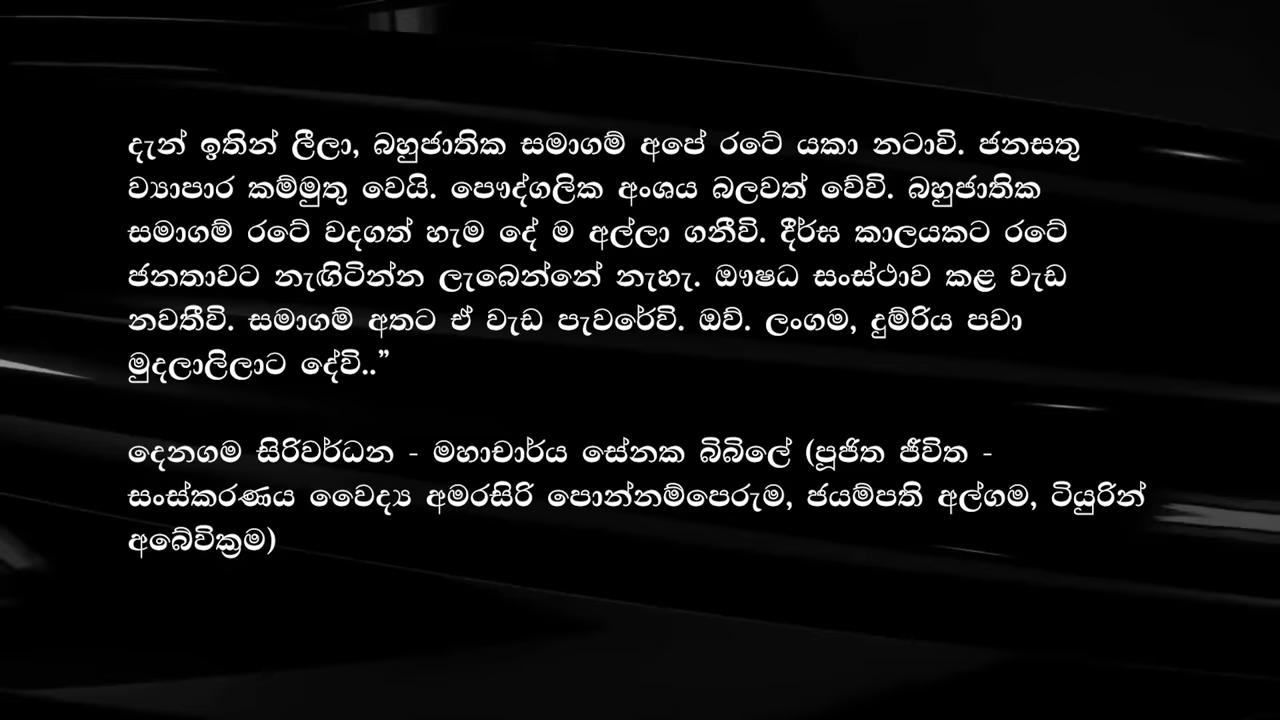 දැන් ඉතින් ලීලා, බහුජාතික සමාගම් අපේ රටේ යකා නටාවි. ජනසතු
ව්‍යාපාර කම්මුතු වෙයි. පෞද්ගලික අංශය බලවත් වේවි. බහුජාතික
සමාගම් රටේ වදගත් හැම දේ ම අල්ලා ගනීවි. දීර්ඝ කාලයකට රටේ
ජනතාවට නැඟිටින්න ලැබෙන්නේ නැහැ. ඖෂධ සංස්ථාව කළ වැඩ
නවතීවි. සමාගම් අතට ඒ වැඩ පැවරේවි. ඔව්. ලංගම, දුම්රිය පවා
මුදලාලිලාට දේවි..”
දෙනගම සිරිවර්ධන - මහාචාර්ය සේනක බිබිලේ (පූජිත ජීවිත -
සංස්කරණය වෛද්‍ය අමරසිරි පොන්නම්පෙරුම, ජයම්පති අල්ගම, ටියුරින්
අබේවික්‍රම)